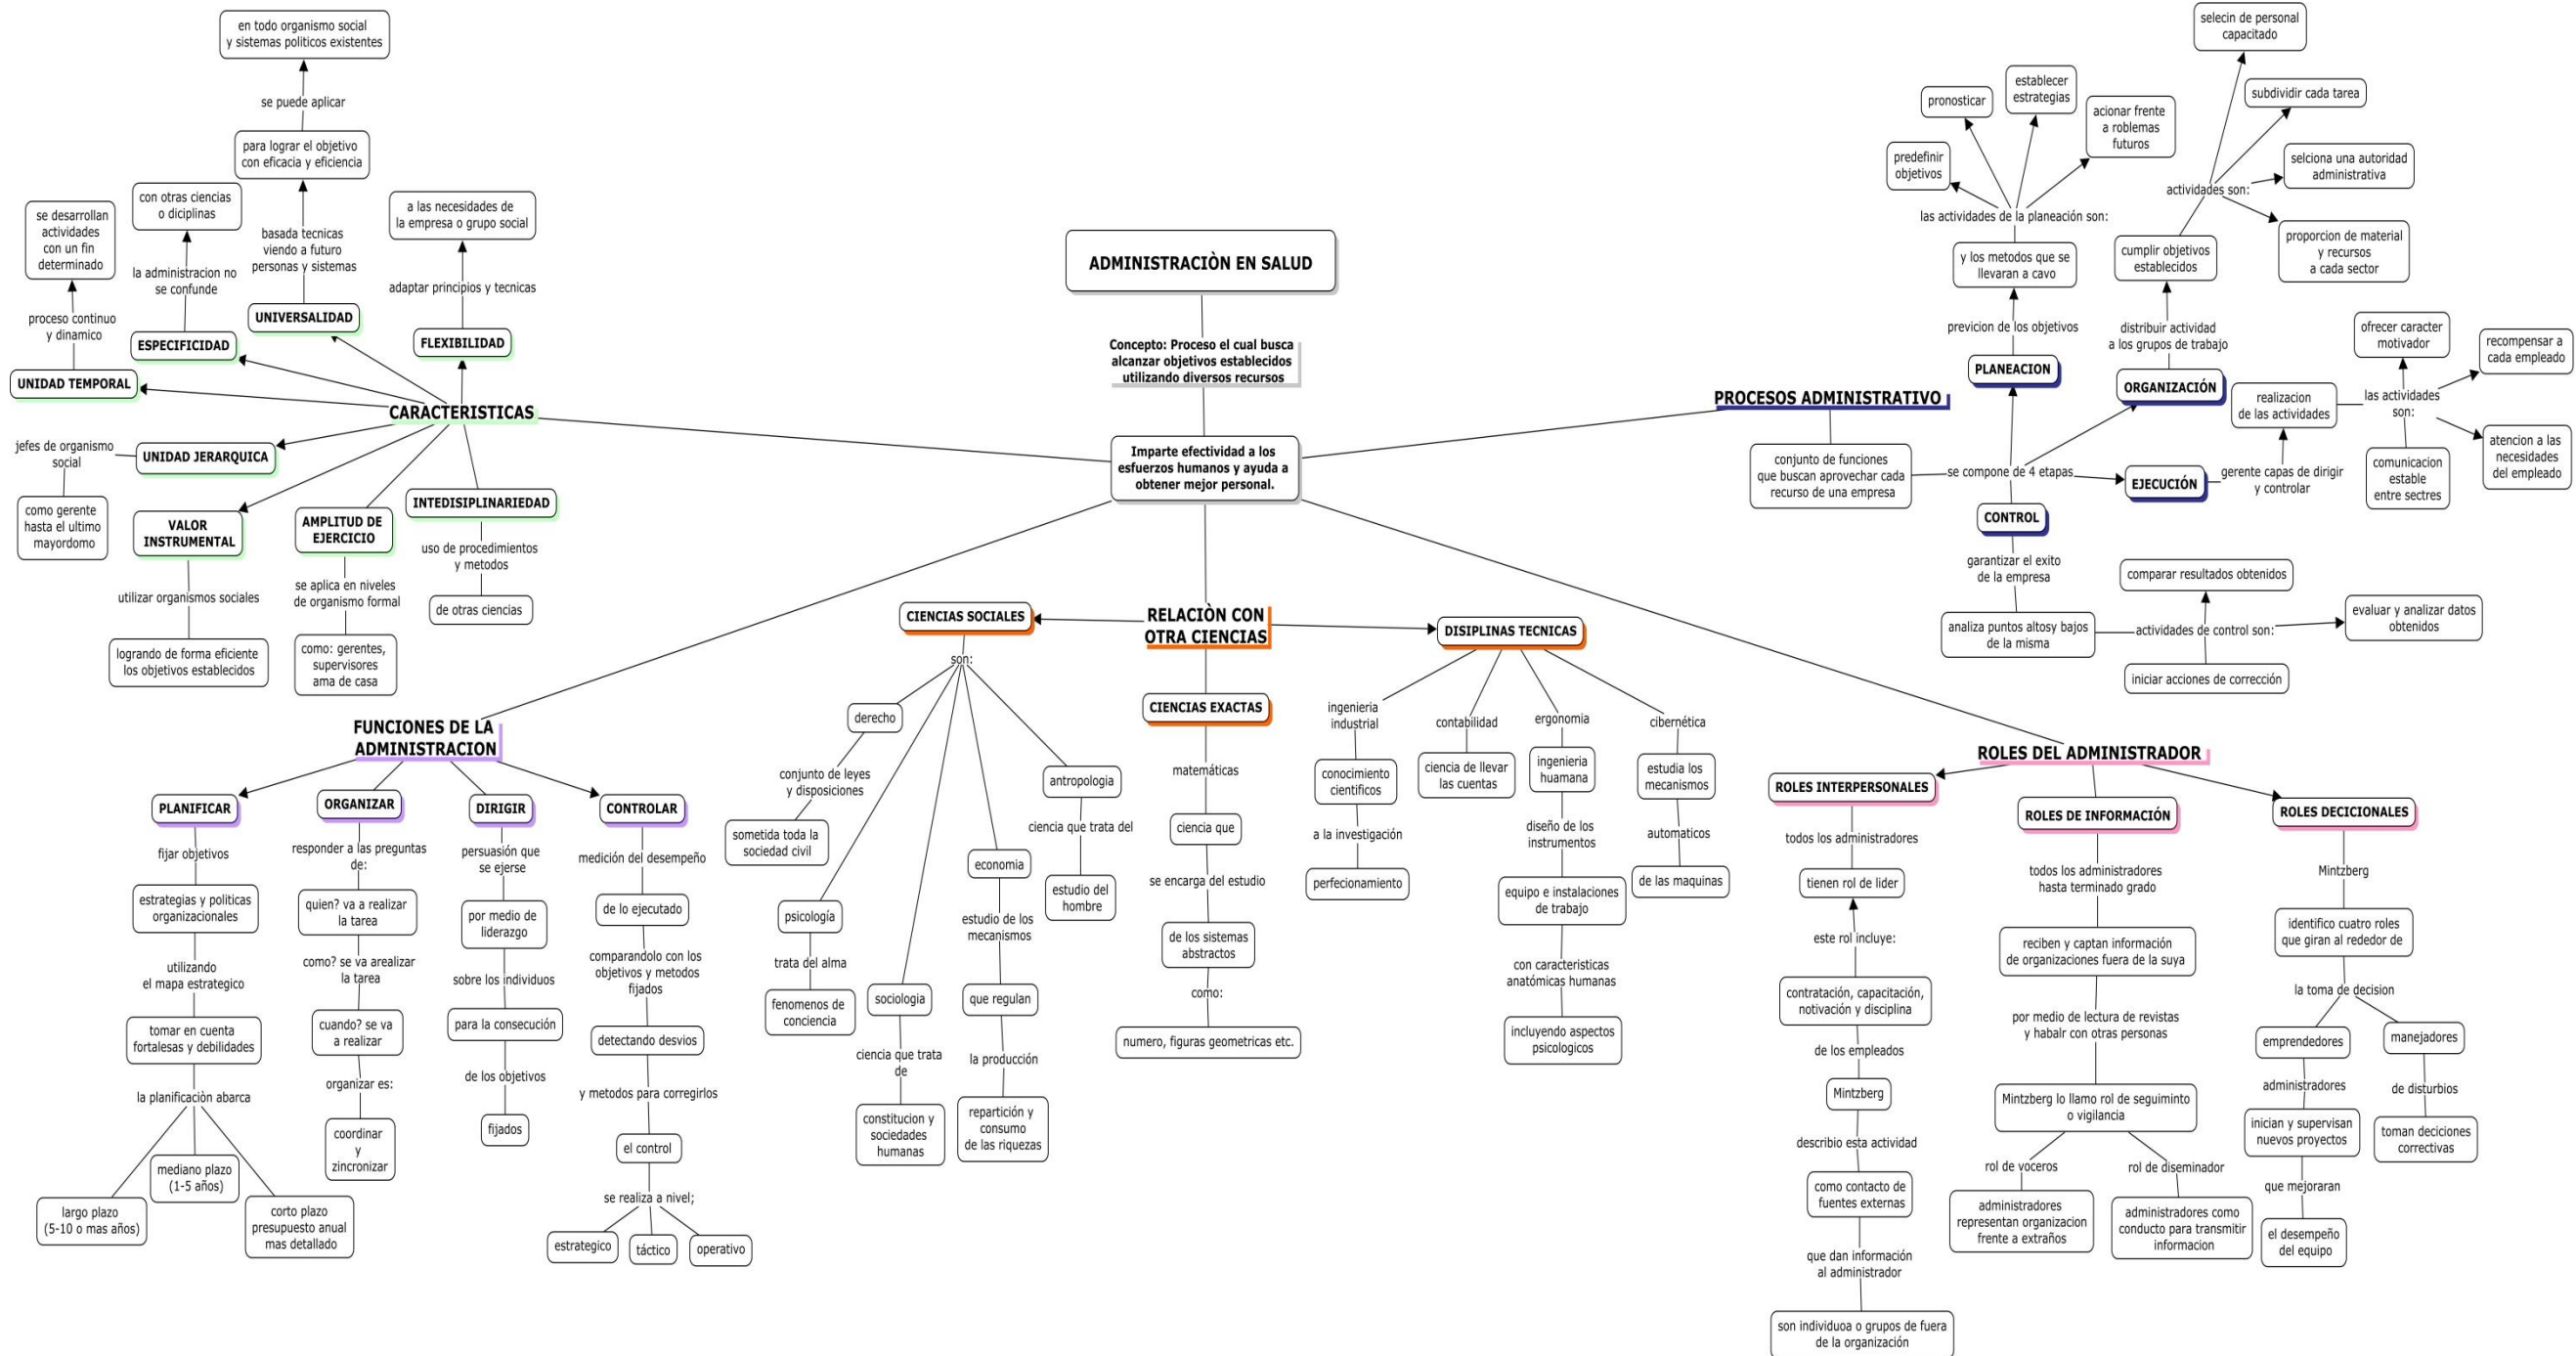 ADMINISTRACIÒN EN SALUD
Concepto: Proceso el cual busca
alcanzar objetivos establecidos
utilizando diversos recursos
Imparte efectividad a los
esfuerzos humanos y ayuda a
obtener mejor personal.
CARACTERISTICAS
UNIDAD TEMPORAL
proceso continuo
y dinamico
se desarrollan
actividades
con un fin
determinado
ESPECIFICIDAD
la administracion no
se confunde
con otras ciencias
o diciplinas
UNIVERSALIDAD
basada tecnicas
viendo a futuro
personas y sistemas
para lograr el objetivo
con eficacia y eficiencia
se puede aplicar
en todo organismo social
y sistemas politicos existentes
FLEXIBILIDAD
adaptar principios y tecnicas
a las necesidades de
la empresa o grupo social
UNIDAD JERARQUICA
jefes de organismo
social
como gerente
hasta el ultimo
mayordomo
VALOR
INSTRUMENTAL
utilizar organismos sociales
logrando de forma eficiente
los objetivos establecidos
AMPLITUD DE
EJERCICIO
se aplica en niveles
de organismo formal
como: gerentes,
supervisores
ama de casa
INTEDISIPLINARIEDAD
uso de procedimientos
y metodos
de otras ciencias
PROCESOS ADMINISTRATIVO
conjunto de funciones
que buscan aprovechar cada
recurso de una empresa
se compone de 4 etapas
PLANEACION
previcion de los objetivos
y los metodos que se
llevaran a cavo
las actividades de la planeación son:
predefinir
objetivos
pronosticar
establecer
estrategias
acionar frente
a roblemas
futuros
ORGANIZACIÓN
distribuir actividad
a los grupos de trabajo
cumplir objetivos
establecidos
actividades son:
selecin de personal
capacitado
subdividir cada tarea
selciona una autoridad
administrativa
proporcion de material
y recursos
a cada sector
EJECUCIÓN
gerente capas de dirigir
y controlar
realizacion
de las actividades
las actividades
son:
ofrecer caracter
motivador
recompensar a
cada empleado
atencion a las
necesidades
del empleado
comunicacion
estable
entre sectres
CONTROL
garantizar el exito
de la empresa
analiza puntos altosy bajos
de la misma
actividades de control son:
comparar resultados obtenidos
evaluar y analizar datos
obtenidos
iniciar acciones de corrección
FUNCIONES DE LA
ADMINISTRACION
PLANIFICAR
fijar objetivos
estrategias y politicas
organizacionales
utilizando
el mapa estrategico
tomar en cuenta
fortalesas y debilidades
la planificaciòn abarca
largo plazo
(5-10 o mas años)
mediano plazo
(1-5 años)
corto plazo
presupuesto anual
mas detallado
ORGANIZAR
responder a las preguntas
de:
quien? va a realizar
la tarea
como? se va arealizar
la tarea
cuando? se va
a realizar
organizar es:
coordinar
y
zincronizar
DIRIGIR
persuasión que
se ejerse
por medio de
liderazgo
sobre los individuos
para la consecución
de los objetivos
fijados
CONTROLAR
medición del desempeño
de lo ejecutado
comparandolo con los
objetivos y metodos
fijados
detectando desvios
y metodos para corregirlos
el control
se realiza a nivel;
estrategico
táctico
operativo
RELACIÒN CON
OTRA CIENCIAS
CIENCIAS SOCIALES
son:
derecho
conjunto de leyes
y disposiciones
sometida toda la
sociedad civil
psicología
trata del alma
fenomenos de
conciencia
sociologia
ciencia que trata
de
constitucion y
sociedades
humanas
economia
estudio de los
mecanismos
que regulan
la producción
repartición y
consumo
de las riquezas
antropologia
ciencia que trata del
estudio del
hombre
CIENCIAS EXACTAS
matemáticas
ciencia que
se encarga del estudio
de los sistemas
abstractos
como:
numero, figuras geometricas etc.
DISIPLINAS TECNICAS
ingenieria
industrial
conocimiento
cientificos
a la investigación
perfecionamiento
contabilidad
ciencia de llevar
las cuentas
ergonomia
ingenieria
huamana
diseño de los
instrumentos
equipo e instalaciones
de trabajo
con caracteristicas
anatómicas humanas
incluyendo aspectos
psicologicos
cibernética
estudia los
mecanismos
automaticos
de las maquinas
ROLES DEL ADMINISTRADOR
ROLES INTERPERSONALES
todos los administradores
tienen rol de lider
este rol incluye:
contratación, capacitación,
notivación y disciplina
de los empleados
Mintzberg
describio esta actividad
como contacto de
fuentes externas
que dan información
al administrador
son individuoa o grupos de fuera
de la organización
ROLES DE INFORMACIÓN
todos los administradores
hasta terminado grado
reciben y captan información
de organizaciones fuera de la suya
por medio de lectura de revistas
y habalr con otras personas
Mintzberg lo llamo rol de seguiminto
o vigilancia
rol de voceros
administradores
representan organizacion
frente a extraños
rol de diseminador
administradores como
conducto para transmitir
informacion
ROLES DECICIONALES
Mintzberg
identifico cuatro roles
que giran al rededor de
la toma de decision
emprendedores
administradores
inician y supervisan
nuevos proyectos
que mejoraran
el desempeño
del equipo
manejadores
de disturbios
toman deciciones
correctivas